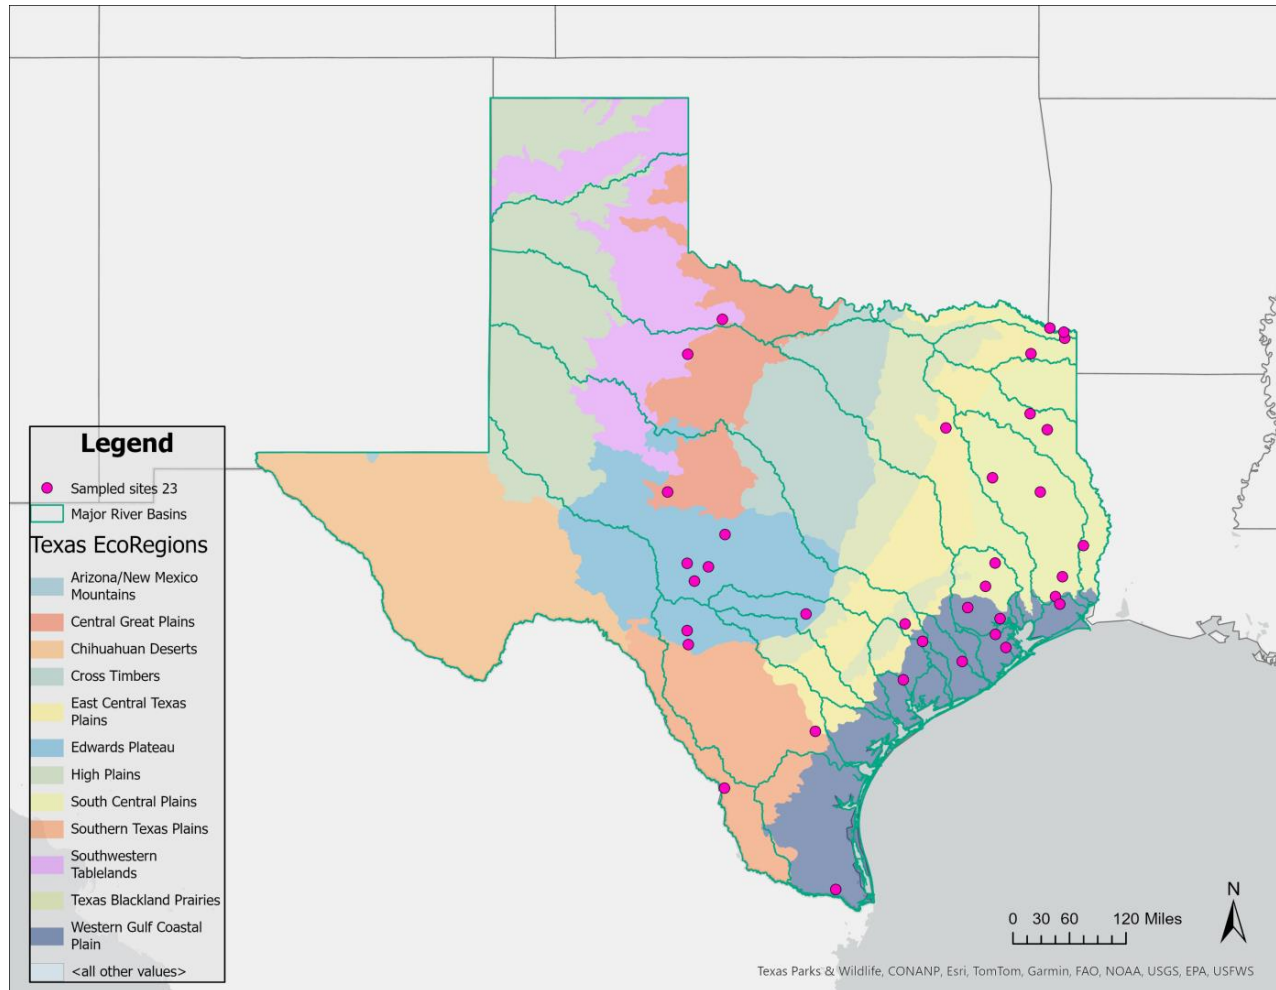 Legend
Sampled sites 23
Major River Basins
Texas EcoRegions
Arizona/New Mexico
Mountains
Central Great Plains
Chihuahuan Deserts
Cross Timbers
East Central Texas
Plains
Edwards Plateau
High Plains
South Central Plains
Southern Texas Plains
Southwestern
Tablelands
Texas Blackland Prairies
Western Gulf Coastal
Plain
<all other values>
N
0 30 60 120 Miles
Texas Parks & Wildlife, CONANP, Esri, TomTom, Garmin, FAO, NOAA, USGS, EPA, USFWS